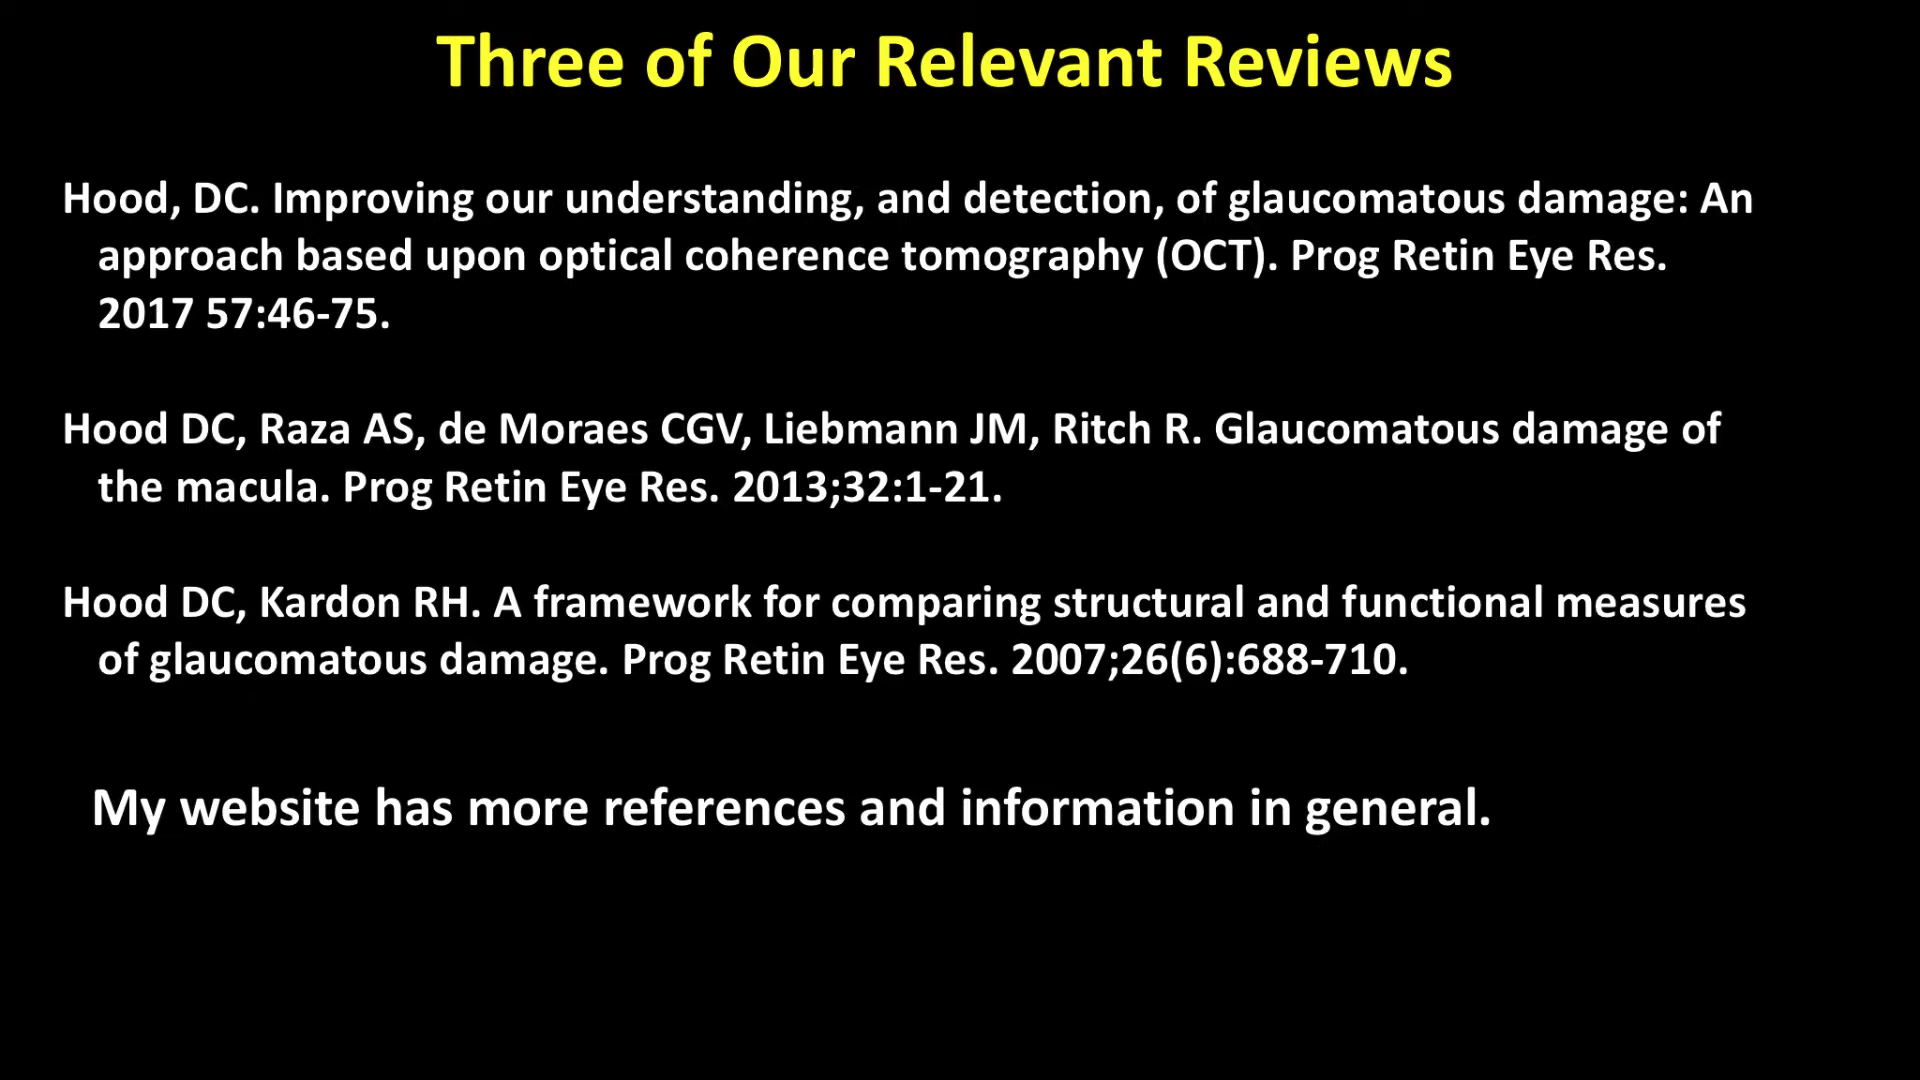 Three of Our Relevant Reviews
Hood, DC. Improving our understanding, and detection, of glaucomatous damage: An
approach based upon optical coherence tomography (OCT). Prog Retin Eye Res.
2017 57:46-75.
Hood DC, Raza AS, de Moraes CGV, Liebmann JM, Ritch R. Glaucomatous damage of
the macula. Prog Retin Eye Res. 2013;32:1-21.
Hood DC, Kardon RH. A framework for comparing structural and functional measures
of glaucomatous damage. Prog Retin Eye Res. 2007;26(6):688-710.
My website has more references and information in general.